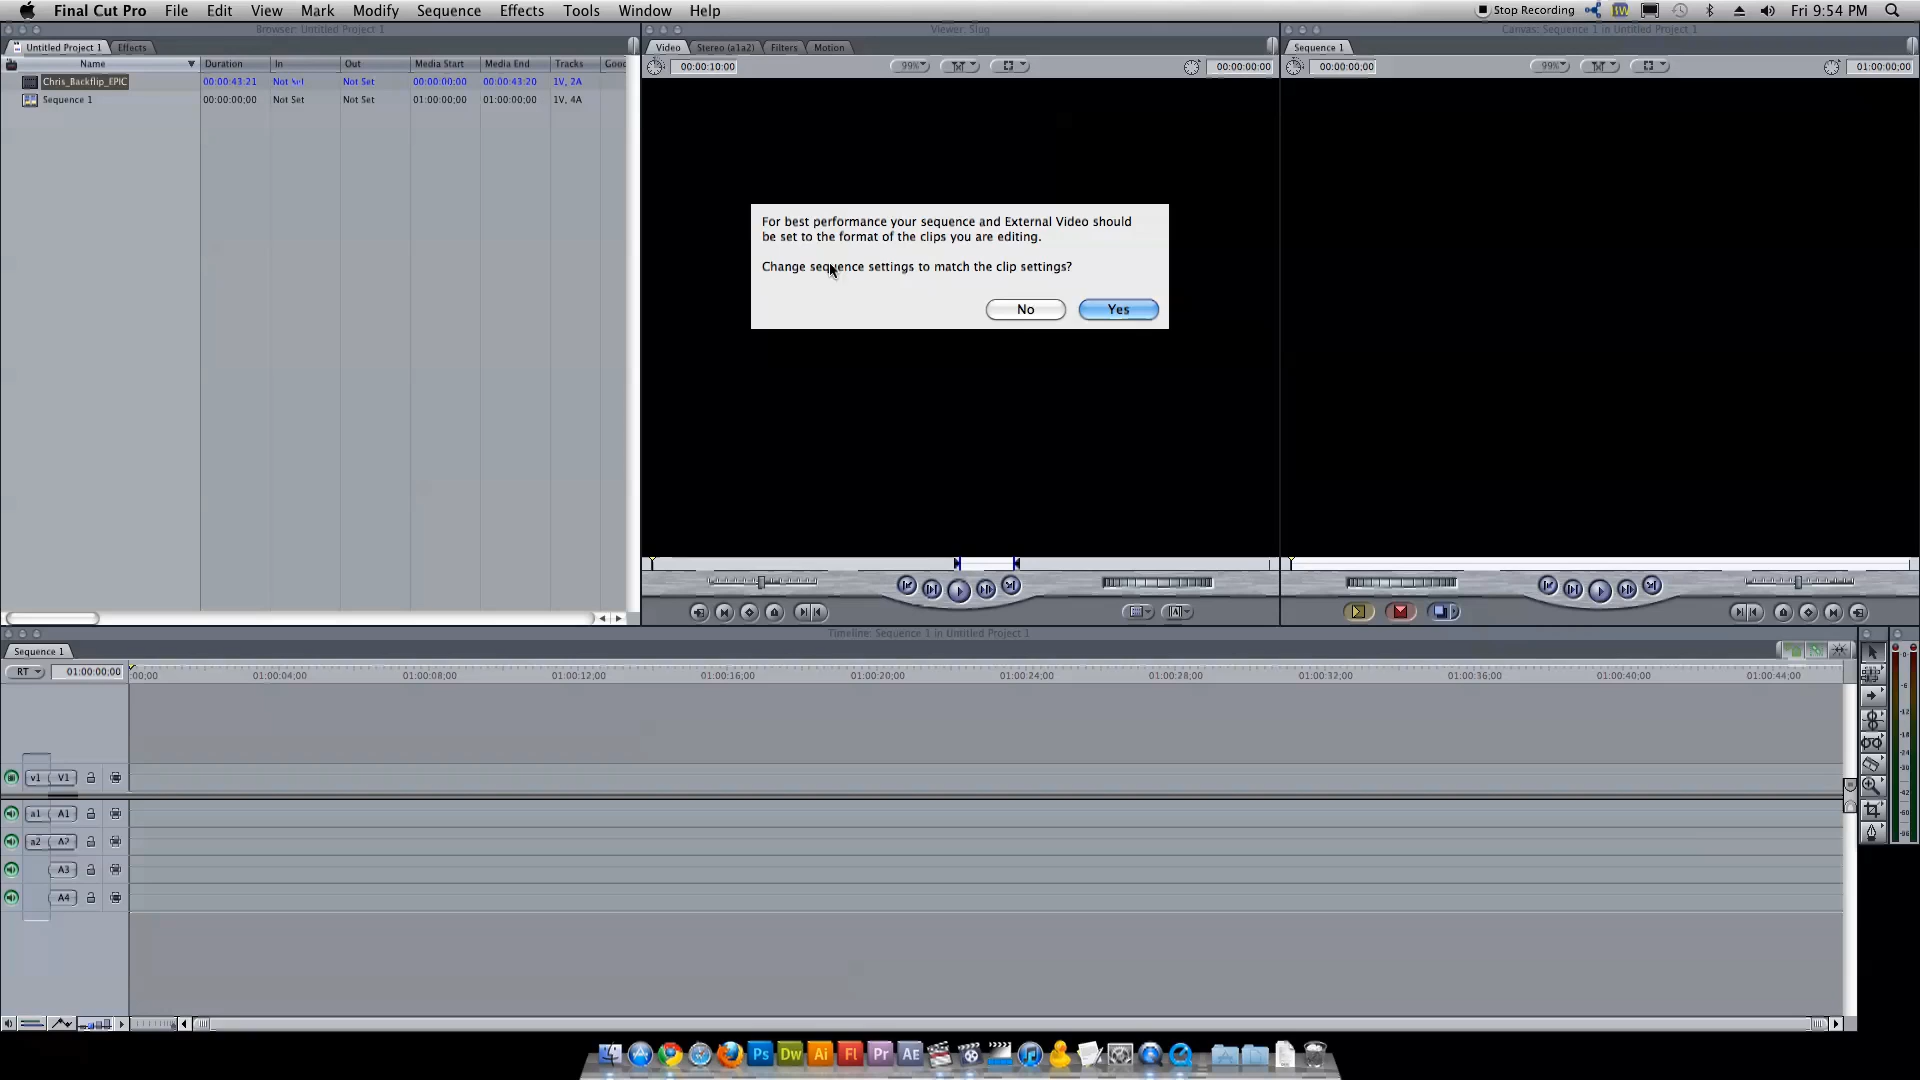 Final Cut Pro File Edit View Mark Modify Sequence Effects Tools Window Help Stop Recording Fri 9:54 PM
Browser: Untitled Project 1 Viewer: Slug Canvas: Sequence 1 in Untitled Project 1
Untitled Project 1 Effects Video Stereo (a1a2) Filters Motion Sequence 1
Name Duration In Out Media Start Media End Tracks Good
00:00:10:00 99% 00:00:00:00 00:00:00;00 99% 01:00:00;00
Chris_Backflip_EPIC 00:00:43:21 Not Set 00:00:00:00 00:00:43:20 1V, 2A
Sequence 1 00:00:00;00 Not Set Not Set 01:00:00;00 01:00:00;00 1V, 4A
For best performance your sequence and External Video should
be set to the format of the clips you are editing.
Change sequence settings to match the clip settings?
No Yes
Timeline: Sequence 1 in Untitled Project 1
Sequence 1
RT 01:00:00;00 :00;00 01:00:04;00 01:00:08;00 01:00:12;00 01:00:16;00 01:00:20;00 01:00:24;00 01:00:28;00 01:00:32;00 01:00:36;00 01:00:40;00 01:00:44;00
v1 V1
a1 A1
a2 A2
A3
A4
Ps Dw Ai Fl Pr AE